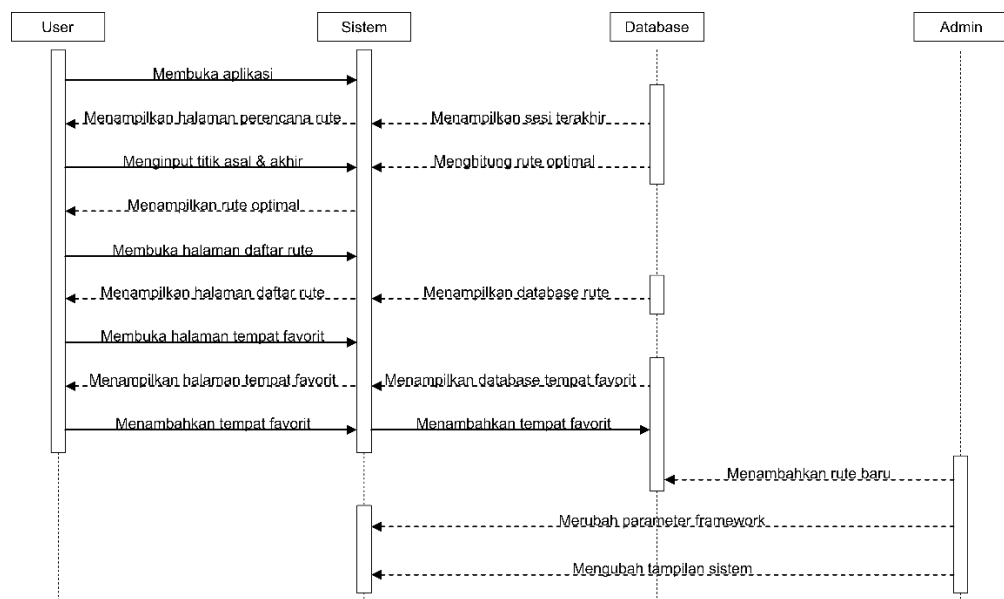 User Sistem Database Admin
Membuka aplikasi
Menampilkan halaman perencana rute Menampilkan sesi terakhir
Menginput titik asal & akhir Menghitung rute optimal
Menampilkan rute optimal
Membuka halaman daftar rute
Menampilkan halaman daftar rute Menampilkan database rute
Membuka halaman tempat favorit
Menampilkan halaman tempat favorit Menampilkan database tempat favorit
Menambahkan tempat favorit Menambahkan tempat favorit
Menambahkan rute baru
Merubah parameter framework
Mengubah tampilan sistem